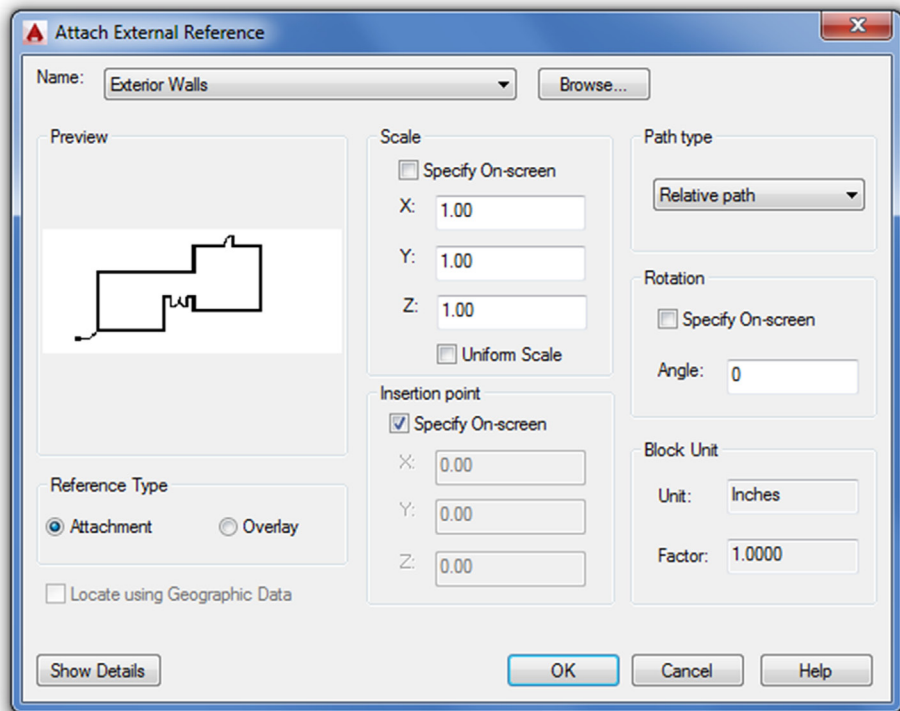 Attach External Reference
Name: Exterior Walls Browse...
Preview
Reference Type
Attachment Overlay
Locate using Geographic Data
Show Details
Scale
Specify On-screen
X: 1.00
Y: 1.00
Z: 1.00
Uniform Scale
Insertion point
Specify On-screen
X: 0.00
Y: 0.00
Z: 0.00
Path type
Relative path
Rotation
Specify On-screen
Angle: 0
Block Unit
Unit: Inches
Factor: 1.0000
OK Cancel Help